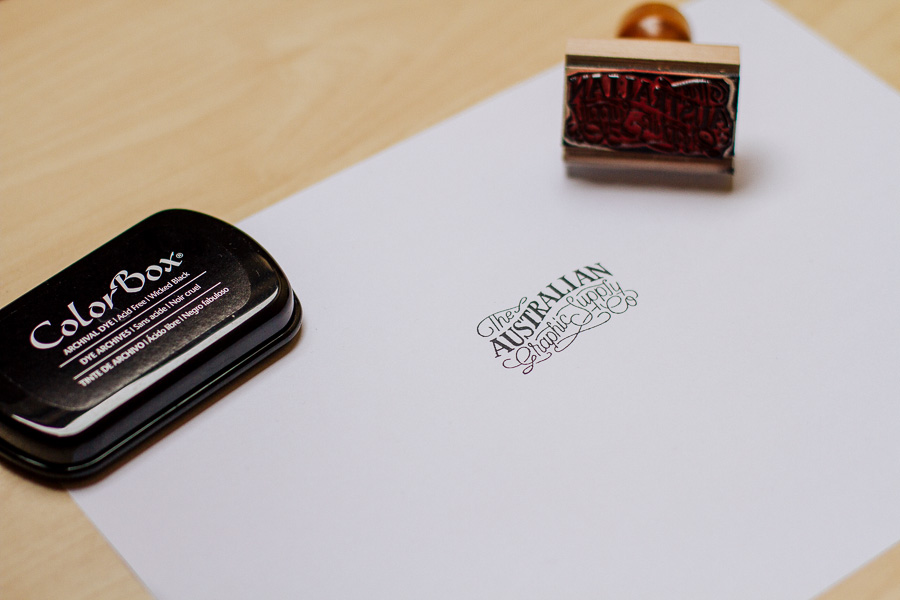 ColorBox®
ARCHIVAL DYE | Acid Free | Wicked Black
DYE ARCHIVES | Sans acide | Noir cruel
TINTE DE ARCHIVO | Ácido libre | Negro fabuloso
The
AUSTRALIAN
Graphic Supply
Co